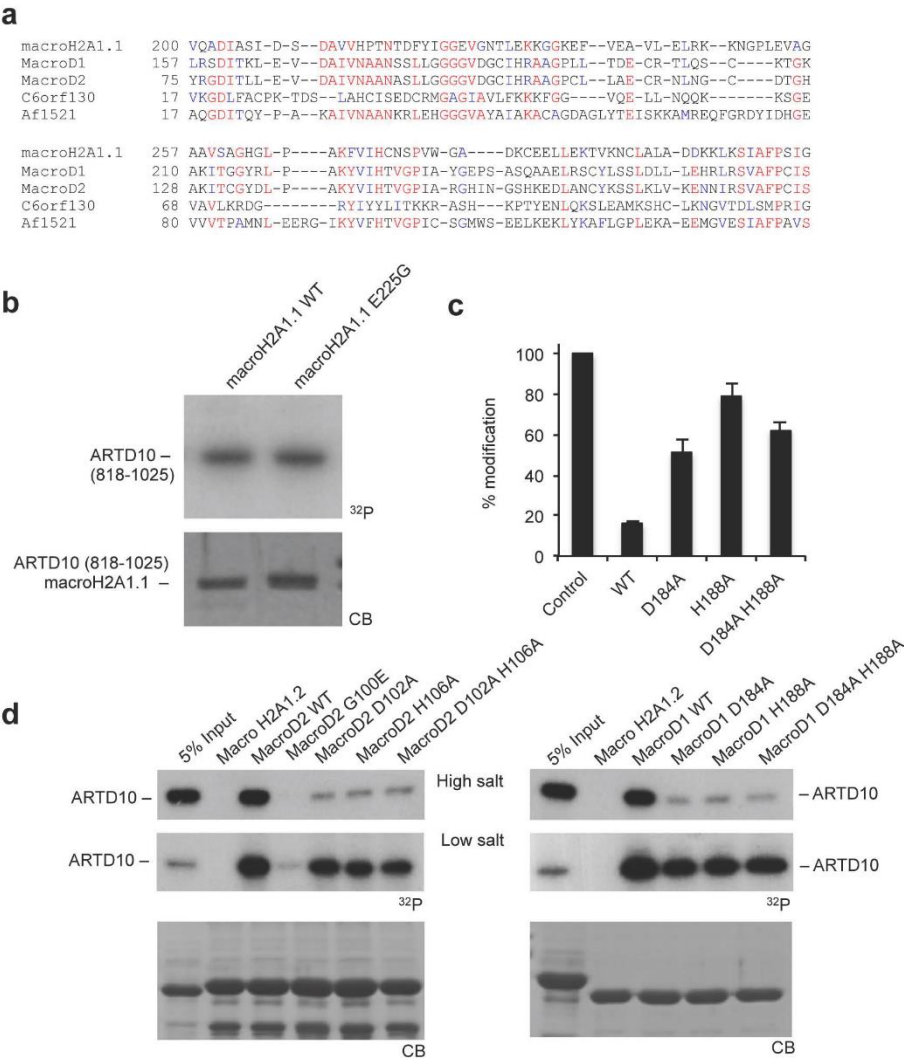 a
macroH2A1.1 200 VQADIASI-D-S--DAVVHPTNTDFYIGGEVGNTLEKKGGKEF--VEA-VL-ELRK--KNGPLEVAG
MacroD1 157 LRSDITKL-E-V--DAIVNAANSSLLGGGGVDGCIHRAAGPLL--TDE-CR-TLQS-C----KTGK
MacroD2 75 YRGDITLL-E-V--DAIVNAANASLLGGGGVDGCIHRAAGPCL--LAE-CR-NLNG-C----DTGH
C6orf130 17 VKGDLFACPK-TDS-LAHCISEDCRMGAGIAVLFKKKFGG---VQE-LL-NQQK-----C---KSGE
Af1521 17 AQGDITQY-P-A--KAIVNAANKRLEHGGGVAYAIAKACAGDAGLYTEISKKAMREQFGRDYIDHGE
macroH2A1.1 257 AAVSAGHGL-P----AKFVIHCNSPVW-GA---DKCEELLEKTVKNCLALA-DDKKLKSIAFPSIG
MacroD1 210 AKITGGYRL-P----AKYVIHTVGPIA-YGEPS-ASQAAELRSCYLSSLDLL-LEHRLRSVAFPCIS
MacroD2 128 AKITCGYDLP-----AKYVIHTVGPIA-RGHINGSHKEDLANCYKSSLKLV-KENNIRSVAFPCIS
C6orf130 68 VAVLKRDG-------RYIYYLITKKR-ASH---KPTYENLQKSLEAMKSHC-LKNGVTDLSMPRIG
Af1521 80 VVVTPAMNL-EERG-IKYVFHTVGPIC-SGMWS-EELKEKLYKAFLGPLEKA-EEMGVESIAFPAVS
b
macroH2A1.1 WT
macroH2A1.1 E225G
ARTD10 –
(818-1025)
32P
ARTD10 (818-1025)
macroH2A1.1 –
CB
c
% modification
100
80
60
40
20
0
Control
WT
D184A
H188A
D184A H188A
d
5% Input
Macro H2A1.2
MacroD2 WT
MacroD2 G100E
MacroD2 D102A
MacroD2 H106A
MacroD2 D102A H106A
ARTD10 –
High salt
ARTD10 –
Low salt
32P
CB
5% Input
Macro H2A1.2
MacroD1 WT
MacroD1 D184A
MacroD1 H188A
MacroD1 D184A H188A
– ARTD10
– ARTD10
32P
CB